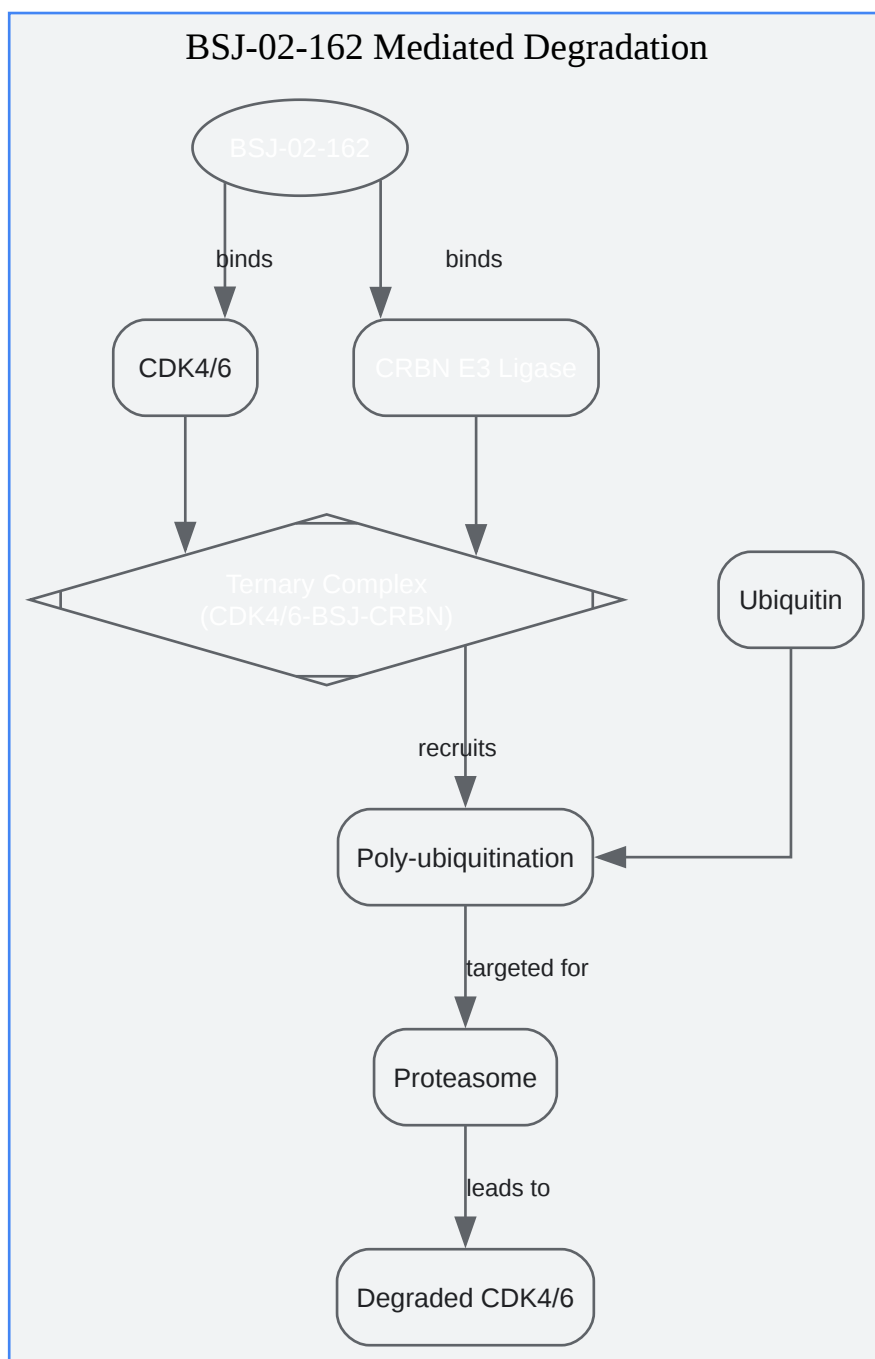 BSJ-02-162 Mediated Degradation
BSJ-02-162
binds
binds
CDK4/6
CRBN E3 Ligase
Ternary Complex
(CDK4/6-BSJ-CRBN)
Ubiquitin
recruits
Poly-ubiquitination
targeted for
Proteasome
leads to
Degraded CDK4/6